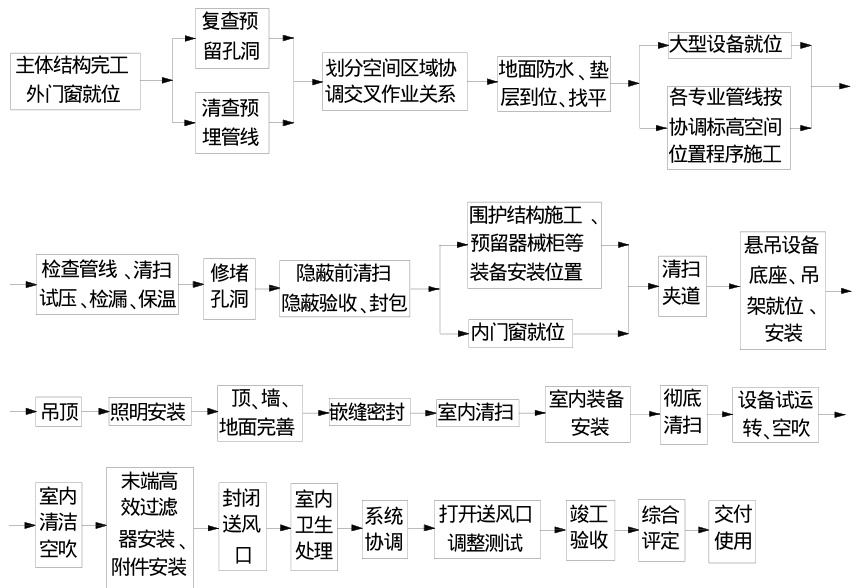 主体结构完工
外门窗就位
复查预
留孔洞
清查预
埋管线
划分空间区域协
调交叉作业关系
地面防水、垫
层到位、找平
大型设备就位
各专业管线按
协调标高空间
位置程序施工
检查管线、清扫
试压、检漏、保温
修堵
孔洞
隐蔽前清扫
隐蔽验收、封包
围护结构施工、
预留器械柜等
装备安装位置
内门窗就位
清扫
夹道
悬吊设备
底座、吊
架就位、
安装
吊顶
照明安装
顶、墙、
地面完善
嵌缝密封
室内清扫
室内装备
安装
彻底
清扫
设备试运
转、空吹
室内
清洁
空吹
末端高
效过滤
器安装、
附件安装
封闭
送风
口
室内
卫生
处理
系统
协调
打开送风口
调整测试
竣工
验收
综合
评定
交付
使用